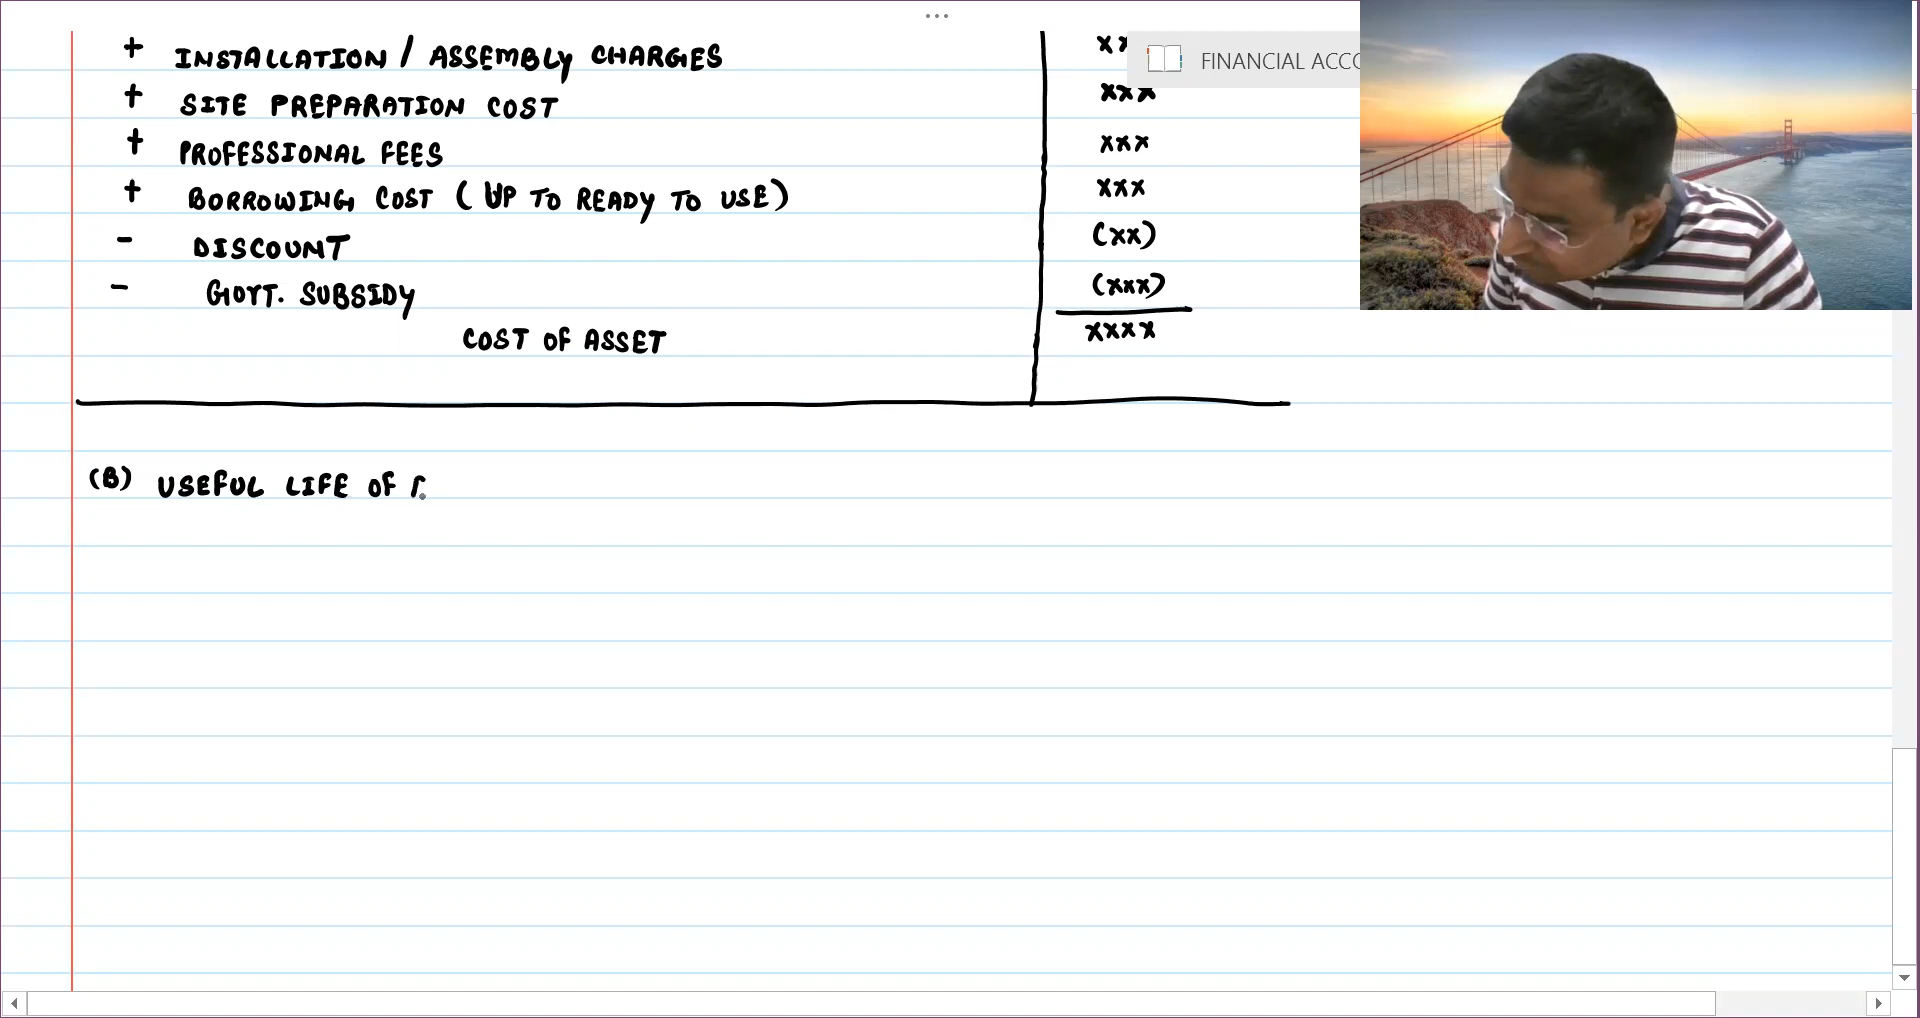 + INSTALLATION / ASSEMBLY CHARGES
+ SITE PREPARATION COST xxx
+ PROFESSIONAL FEES xxx
+ BORROWING COST ( UP TO READY TO USE) xxx
- DISCOUNT (xx)
- GOVT. SUBSIDY (xxx)
COST OF ASSET xxxx
(B) USEFUL LIFE OF
FINANCIAL ACCO